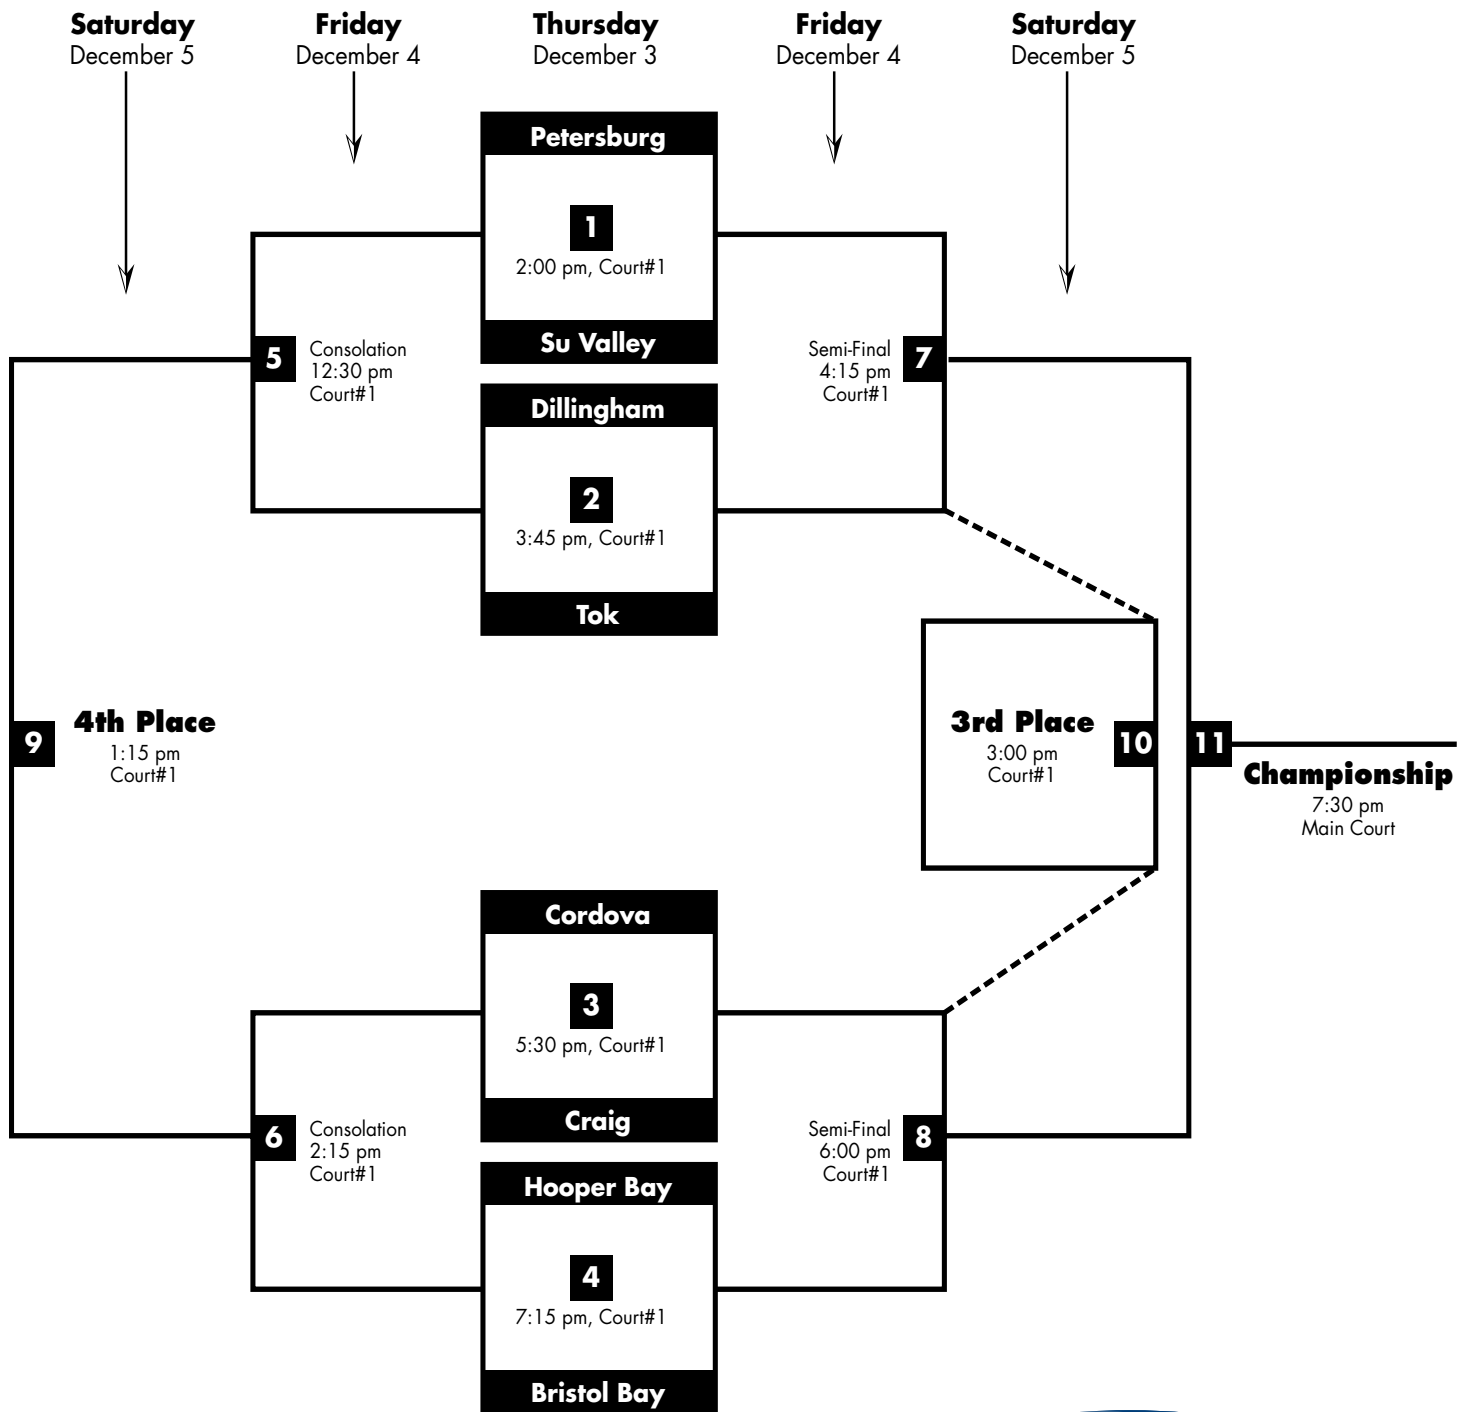 Saturday
December 5
Friday
December 4
Thursday
December 3
Friday
December 4
Saturday
December 5
Petersburg
1
2:00 pm, Court#1
Su Valley
5
Consolation
12:30 pm
Court#1
Semi-Final
4:15 pm
Court#1
7
Dillingham
2
3:45 pm, Court#1
Tok
9
4th Place
1:15 pm
Court#1
3rd Place
3:00 pm
Court#1
10
11
Championship
7:30 pm
Main Court
Cordova
3
5:30 pm, Court#1
Craig
6
Consolation
2:15 pm
Court#1
Semi-Final
6:00 pm
Court#1
8
Hooper Bay
4
7:15 pm, Court#1
Bristol Bay